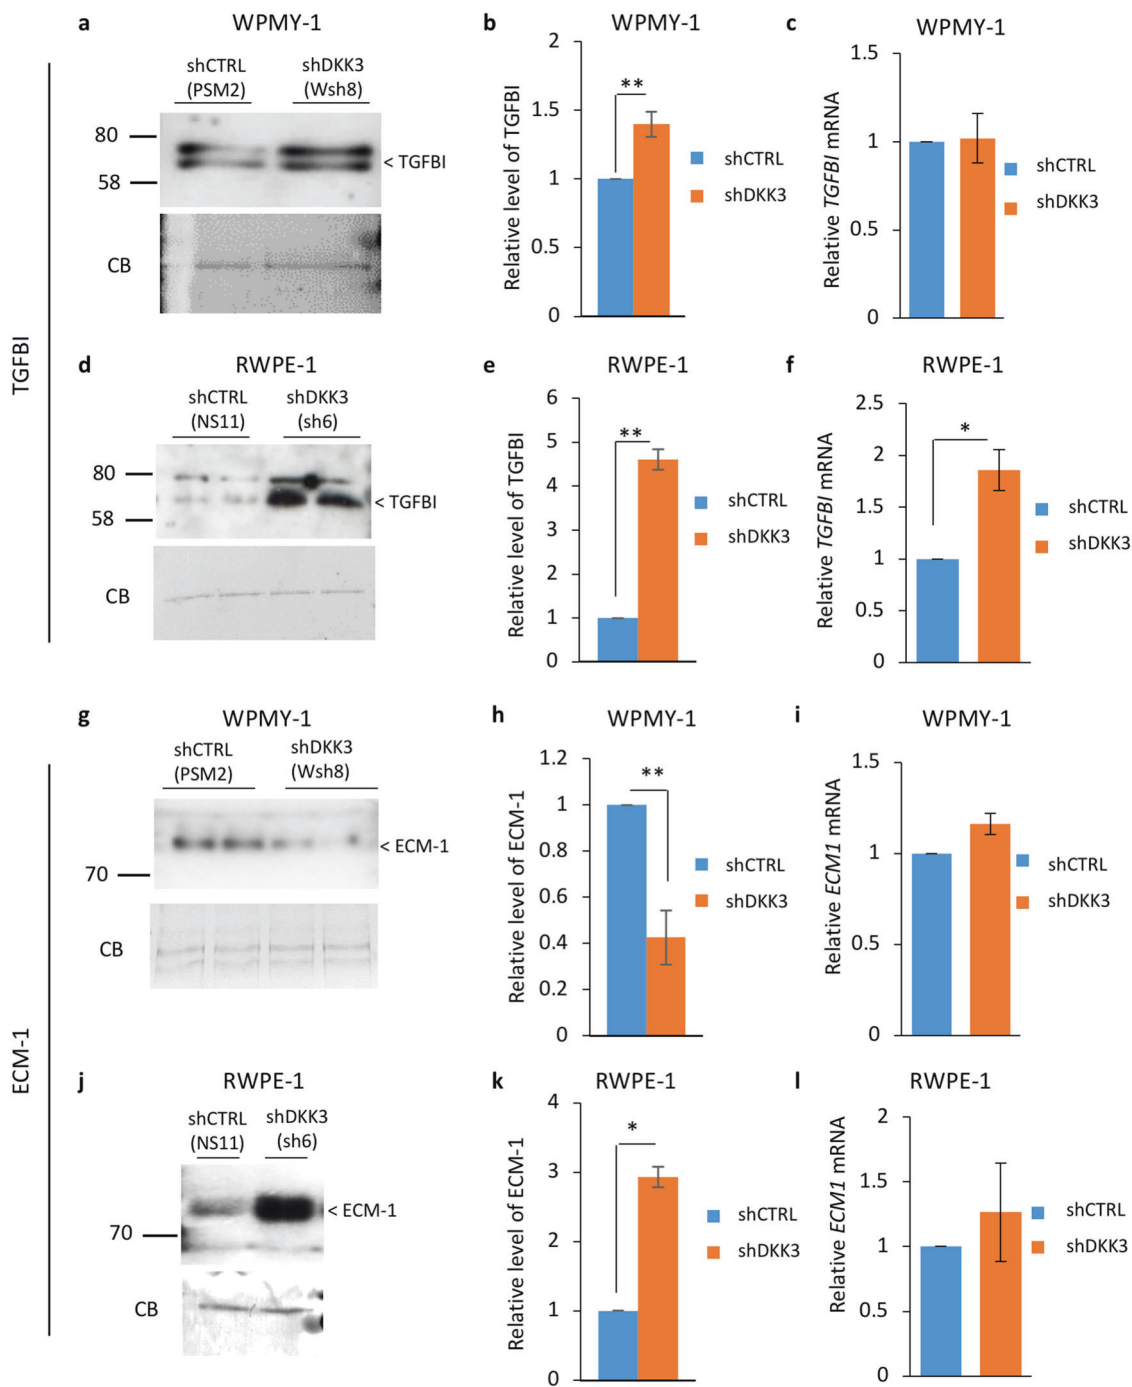 a
WPMY-1
shCTRL
(PSM2)
shDKK3
(Wsh8)
80
58
< TGFBI
CB
b
WPMY-1
Relative level of TGFBI
2
1.5
1
0.5
0
**
shCTRL
shDKK3
c
WPMY-1
Relative TGFBI mRNA
1.5
1
0.5
0
shCTRL
shDKK3
TGFBI
d
RWPE-1
shCTRL
(NS11)
shDKK3
(sh6)
80
58
< TGFBI
CB
e
RWPE-1
Relative level of TGFBI
6
5
4
3
2
1
0
**
shCTRL
shDKK3
f
RWPE-1
Relative TGFBI mRNA
2.5
2
1.5
1
0.5
0
*
shCTRL
shDKK3
g
WPMY-1
shCTRL
(PSM2)
shDKK3
(Wsh8)
< ECM-1
70
CB
h
WPMY-1
Relative level of ECM-1
1.2
1
0.8
0.6
0.4
0.2
0
**
shCTRL
shDKK3
i
WPMY-1
Relative ECM1 mRNA
1.5
1
0.5
0
shCTRL
shDKK3
ECM-1
j
RWPE-1
shCTRL
(NS11)
shDKK3
(sh6)
< ECM-1
70
CB
k
RWPE-1
Relative level of ECM-1
4
3
2
1
0
*
shCTRL
shDKK3
l
RWPE-1
Relative ECM1 mRNA
2
1.5
1
0.5
0
shCTRL
shDKK3